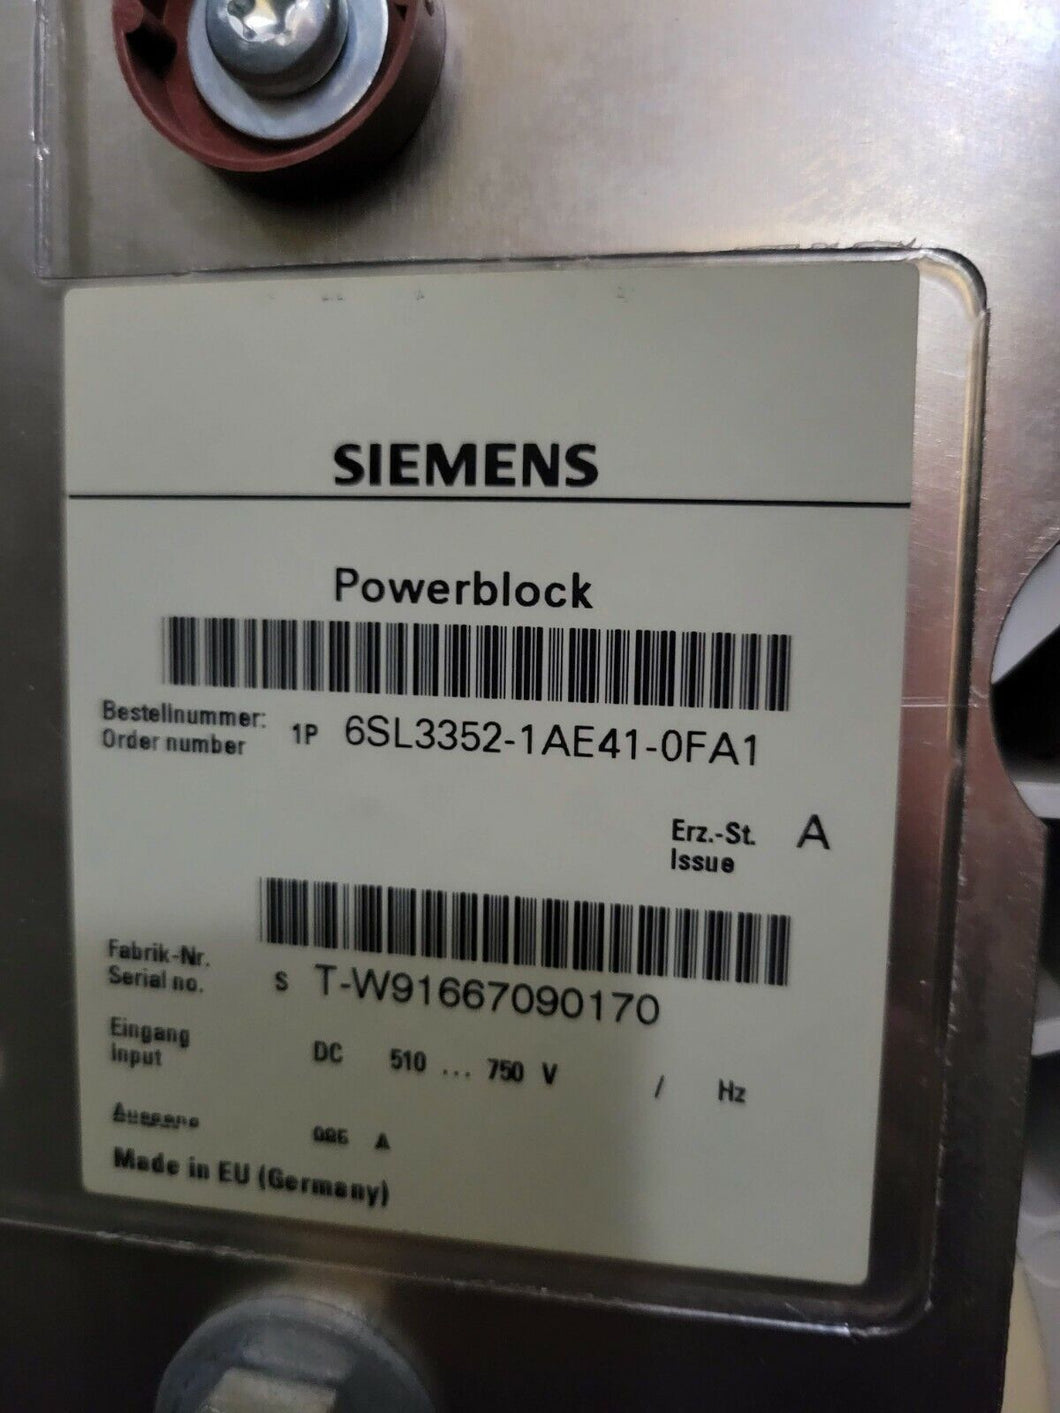 SIEMENS
Powerblock
Bestellnummer:
Order number 1P 6SL3352-1AE41-0FA1
Erz.-St. A
Issue
Fabrik-Nr.
Serial no. S T-W91667090170
Eingang
Input DC 510 ... 750 V / Hz
A
Made in EU (Germany)